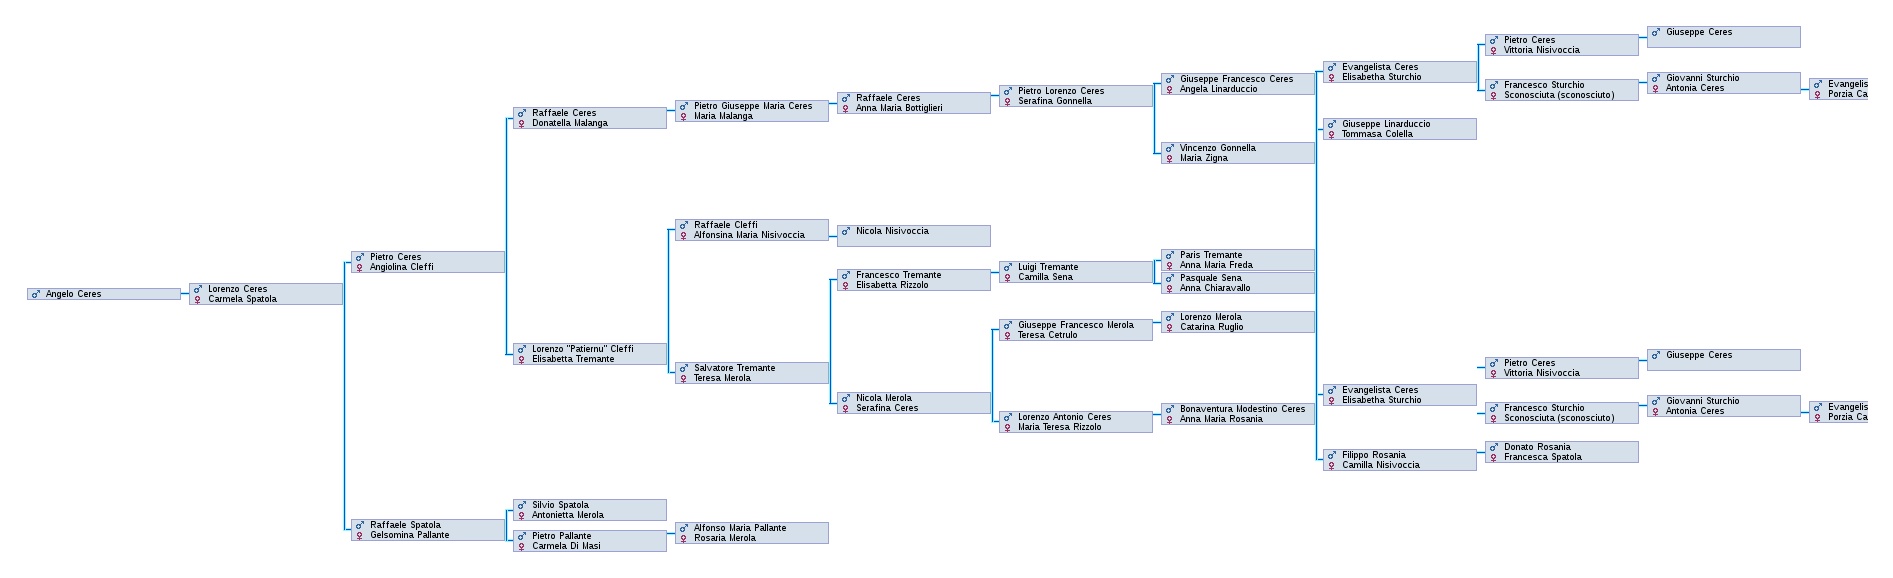 Angelo Ceres
Lorenzo Ceres
Carmela Spatola
Pietro Ceres
Angiolina Cleffi
Raffaele Spatola
Gelsomina Pallante
Raffaele Ceres
Donatella Malanga
Lorenzo "Patiernu" Cleffi
Elisabetta Tremante
Silvio Spatola
Antonietta Merola
Pietro Pallante
Carmela Di Masi
Pietro Giuseppe Maria Ceres
Maria Malanga
Raffaele Cleffi
Alfonsina Maria Nisivoccia
Salvatore Tremante
Teresa Merola
Alfonso Maria Pallante
Rosaria Merola
Raffaele Ceres
Anna Maria Bottiglieri
Nicola Nisivoccia
Francesco Tremante
Elisabetta Rizzolo
Nicola Merola
Serafina Ceres
Pietro Lorenzo Ceres
Serafina Gonnella
Luigi Tremante
Camilla Sena
Giuseppe Francesco Merola
Teresa Cetrulo
Lorenzo Antonio Ceres
Maria Teresa Rizzolo
Giuseppe Francesco Ceres
Angela Linarduccio
Vincenzo Gonnella
Maria Zigna
Paris Tremante
Anna Maria Freda
Pasquale Sena
Anna Chiaravallo
Lorenzo Merola
Catarina Ruglio
Bonaventura Modestino Ceres
Anna Maria Rosania
Evangelista Ceres
Elisabetha Sturchio
Giuseppe Linarduccio
Tommasa Colella
Evangelista Ceres
Elisabetha Sturchio
Filippo Rosania
Camilla Nisivoccia
Pietro Ceres
Vittoria Nisivoccia
Francesco Sturchio
Sconosciuta (sconosciuto)
Pietro Ceres
Vittoria Nisivoccia
Francesco Sturchio
Sconosciuta (sconosciuto)
Donato Rosania
Francesca Spatola
Giuseppe Ceres
Giovanni Sturchio
Antonia Ceres
Giuseppe Ceres
Giovanni Sturchio
Antonia Ceres
Evangelis
Porzia Ca
Evangelis
Porzia Ca